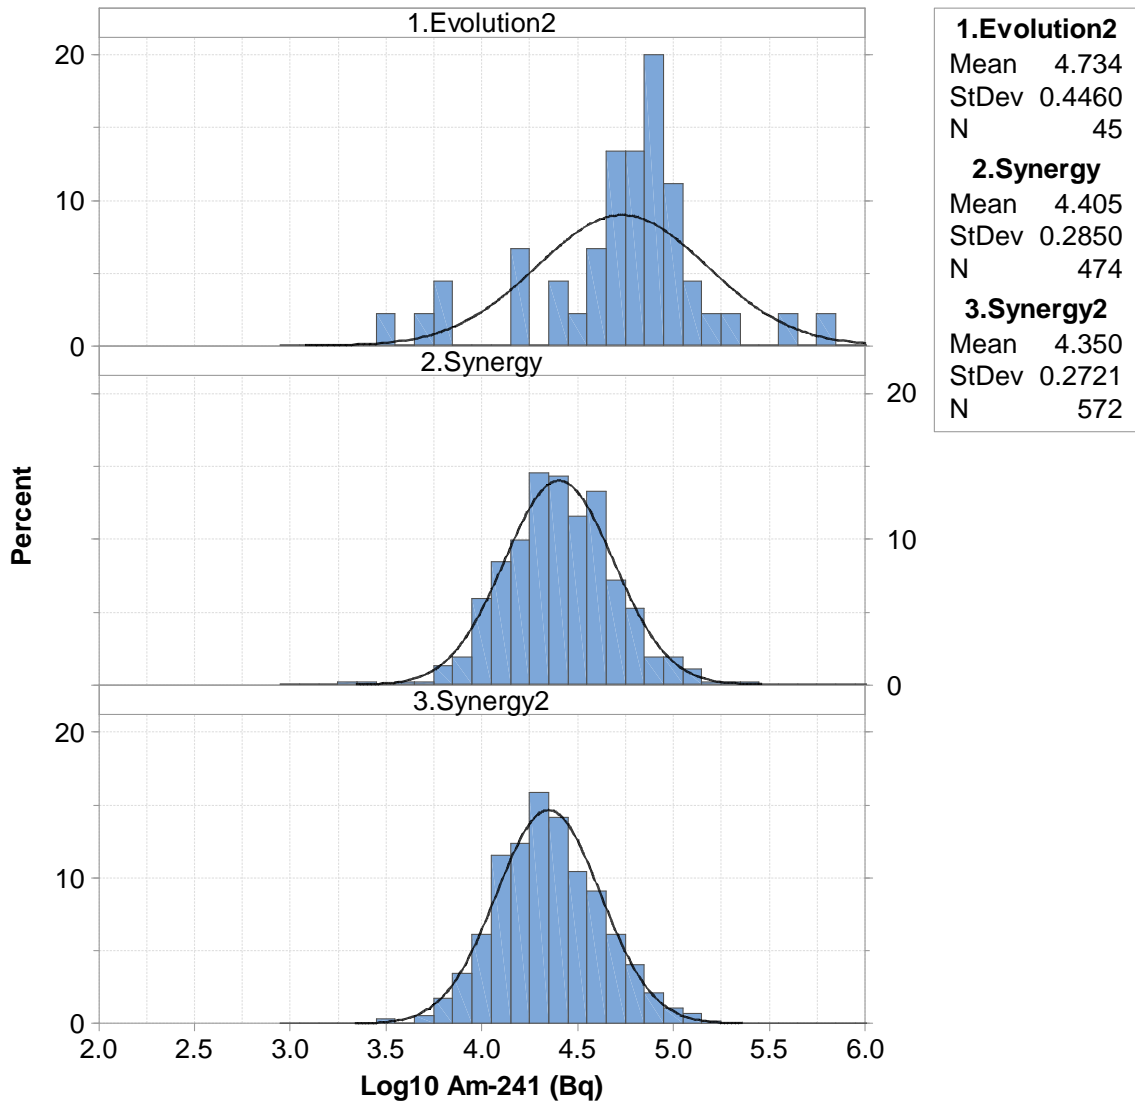 1.Evolution2
20
10
0
2.Synergy
20
10
0
3.Synergy2
20
10
0
2.0 2.5 3.0 3.5 4.0 4.5 5.0 5.5 6.0
Log10 Am-241 (Bq)
Percent
1.Evolution2
Mean 4.734
StDev 0.4460
N 45
2.Synergy
Mean 4.405
StDev 0.2850
N 474
3.Synergy2
Mean 4.350
StDev 0.2721
N 572